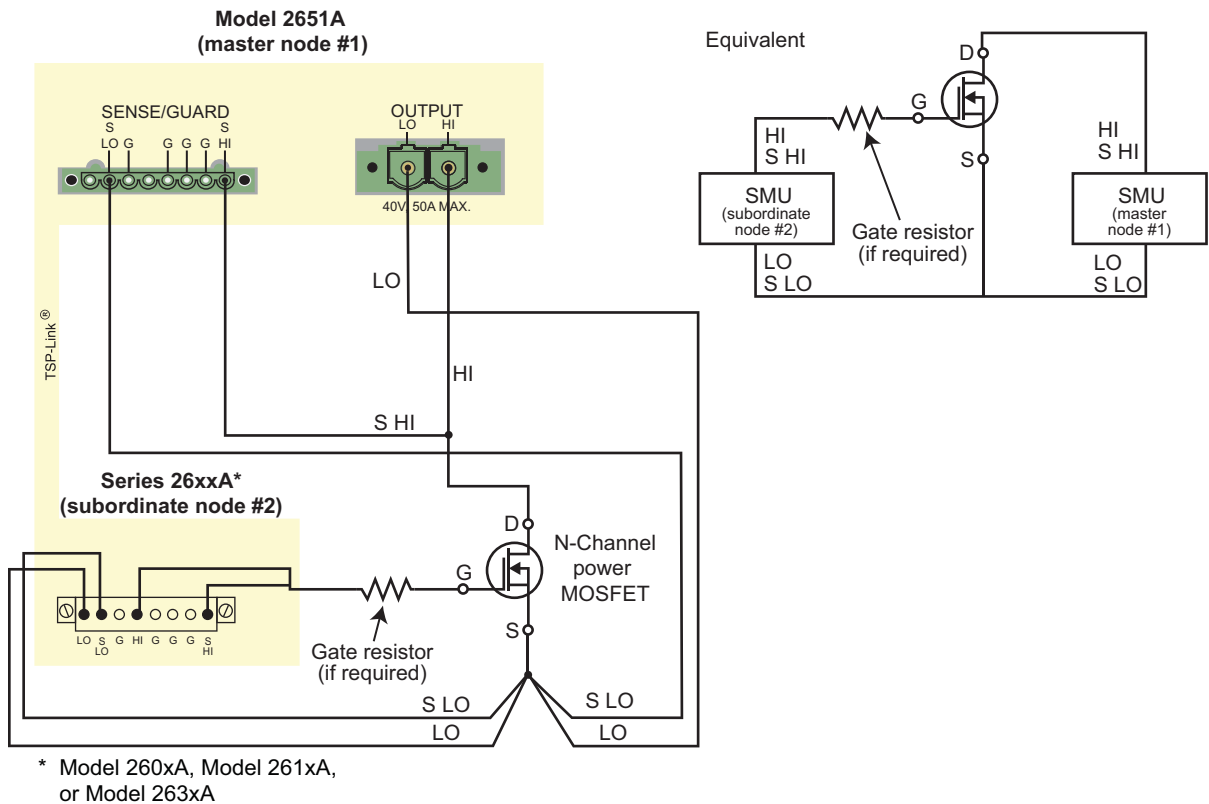 Model 2651A
(master node #1)
SENSE/GUARD
S
LO G G G G S
HI
OUTPUT
LO HI
40V, 50A MAX.
LO
TSP-Link ®
HI
S HI
Series 26xxA*
(subordinate node #2)
LO S
LO G HI G G G S
HI
Gate resistor
(if required)
G
D
S
N-Channel
power
MOSFET
S LO
LO
S LO
LO
* Model 260xA, Model 261xA,
or Model 263xA
Equivalent
D
G
S
HI
S HI
SMU
(subordinate
node #2)
LO
S LO
Gate resistor
(if required)
HI
S HI
SMU
(master
node #1)
LO
S LO